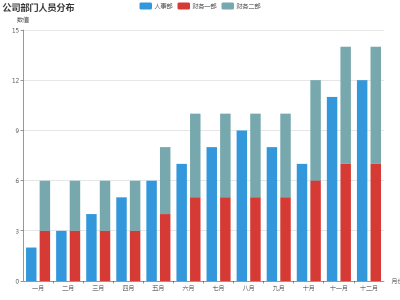 公司部门人员分布
人事部 财务一部 财务二部
数值
15
12
9
6
3
0
一月 二月 三月 四月 五月 六月 七月 八月 九月 十月 十一月 十二月
月份